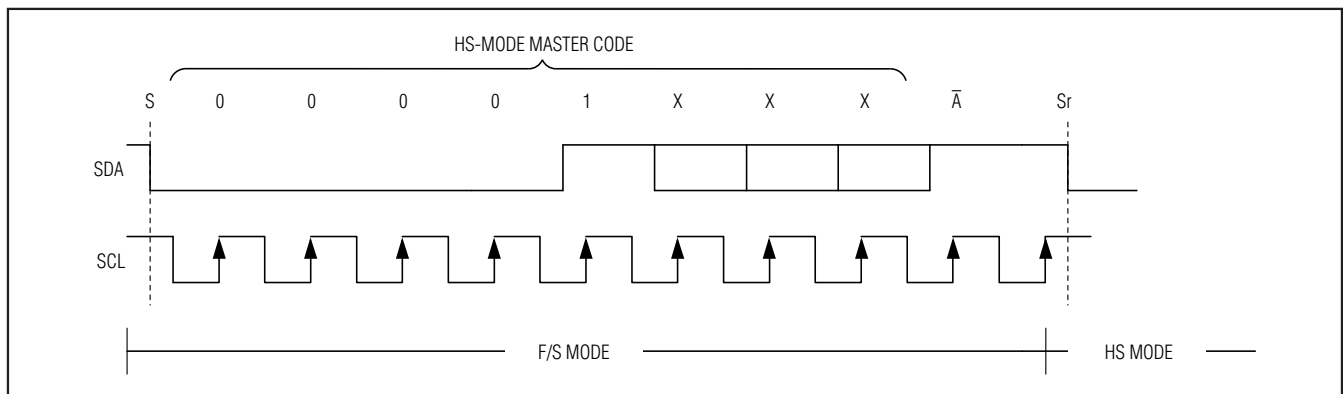 HS-MODE MASTER CODE
S 0 0 0 0 1 X X X A̅ Sr
SDA
SCL
F/S MODE HS MODE